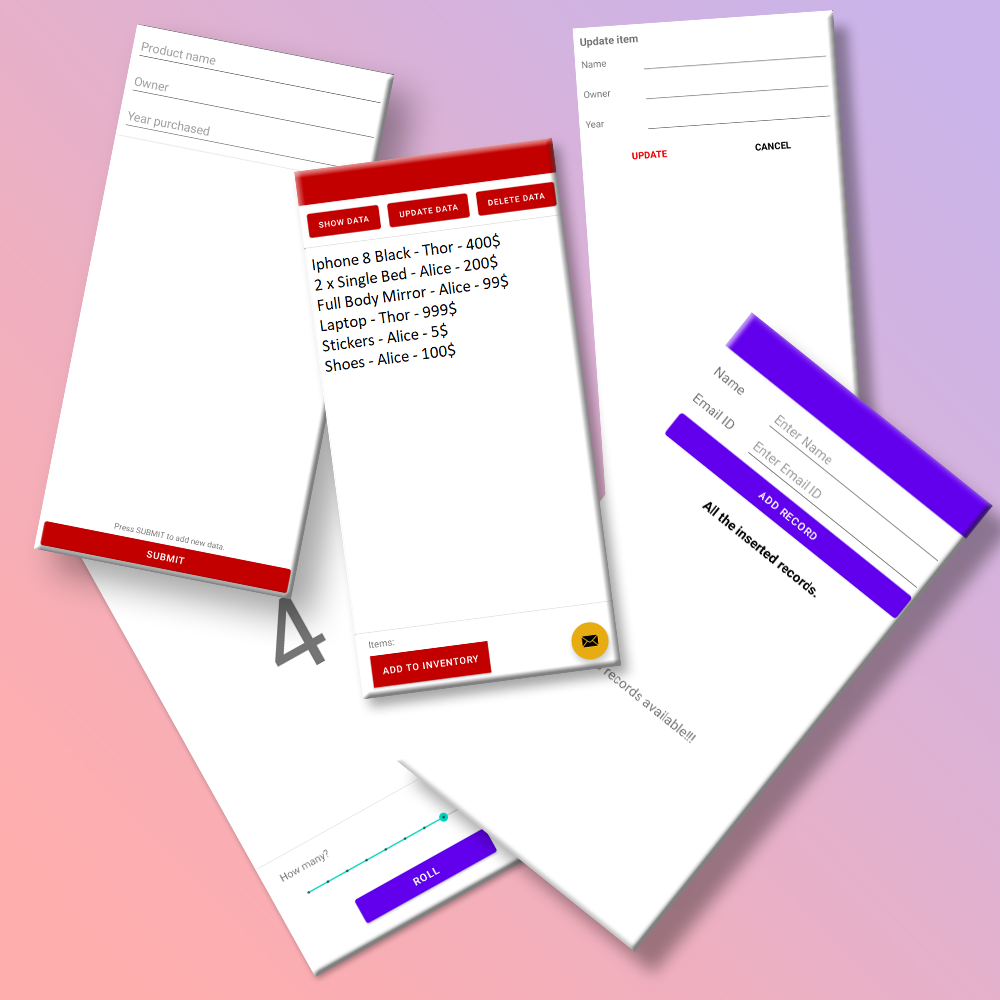 Product name
Owner
Year purchased
Press SUBMIT to add new data.
SUBMIT
SHOW DATA
UPDATE DATA
DELETE DATA
Iphone 8 Black - Thor - 400$
2 x Single Bed - Alice - 200$
Full Body Mirror - Alice - 99$
Laptop - Thor - 999$
Stickers - Alice - 5$
Shoes - Alice - 100$
Items:
ADD TO INVENTORY
Update item
Name
Owner
Year
UPDATE
CANCEL
Name
Enter Name
Email ID
Enter Email ID
ADD RECORD
All the inserted records.
records available!!!
4
How many?
ROLL